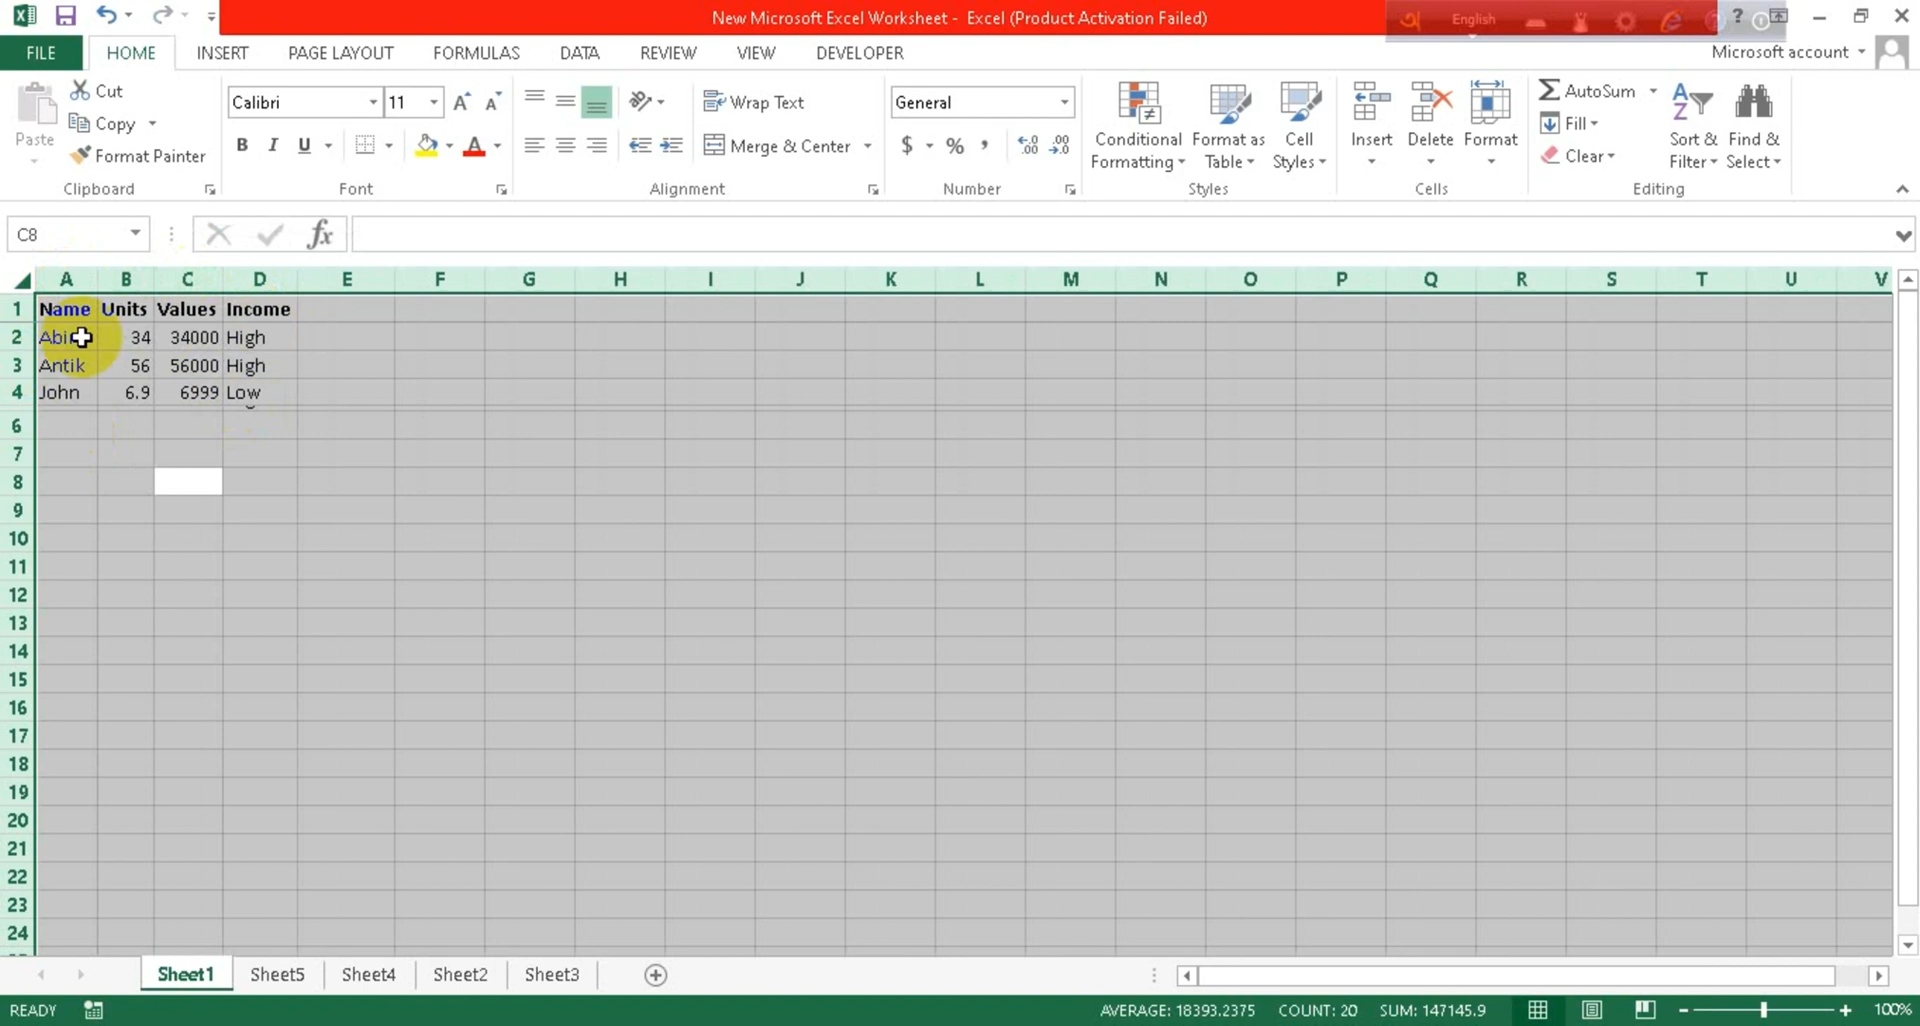 New Microsoft Excel Worksheet - Excel (Product Activation Failed)
English
?
FILE HOME INSERT PAGE LAYOUT FORMULAS DATA REVIEW VIEW DEVELOPER Microsoft account
Paste
Cut
Copy
Format Painter
Clipboard
Calibri 11
B I U
Font
Wrap Text
Merge & Center
Alignment
General
$ %
Number
Conditional Formatting
Format as Table
Cell Styles
Styles
Insert
Delete
Format
Cells
AutoSum
Fill
Clear
Sort & Filter
Find & Select
Editing
C8 fx
A B C D E F G H I J K L M N O P Q R S T U V
1 Name Units Values Income
2 34 34000 High
3 Antik 56 56000 High
4 John 6.9 6999 Low
6
7
8
9
10
11
12
13
14
15
16
17
18
19
20
21
22
23
24
Sheet1 Sheet5 Sheet4 Sheet2 Sheet3
READY AVERAGE: 18393.2375 COUNT: 20 SUM: 147145.9 100%